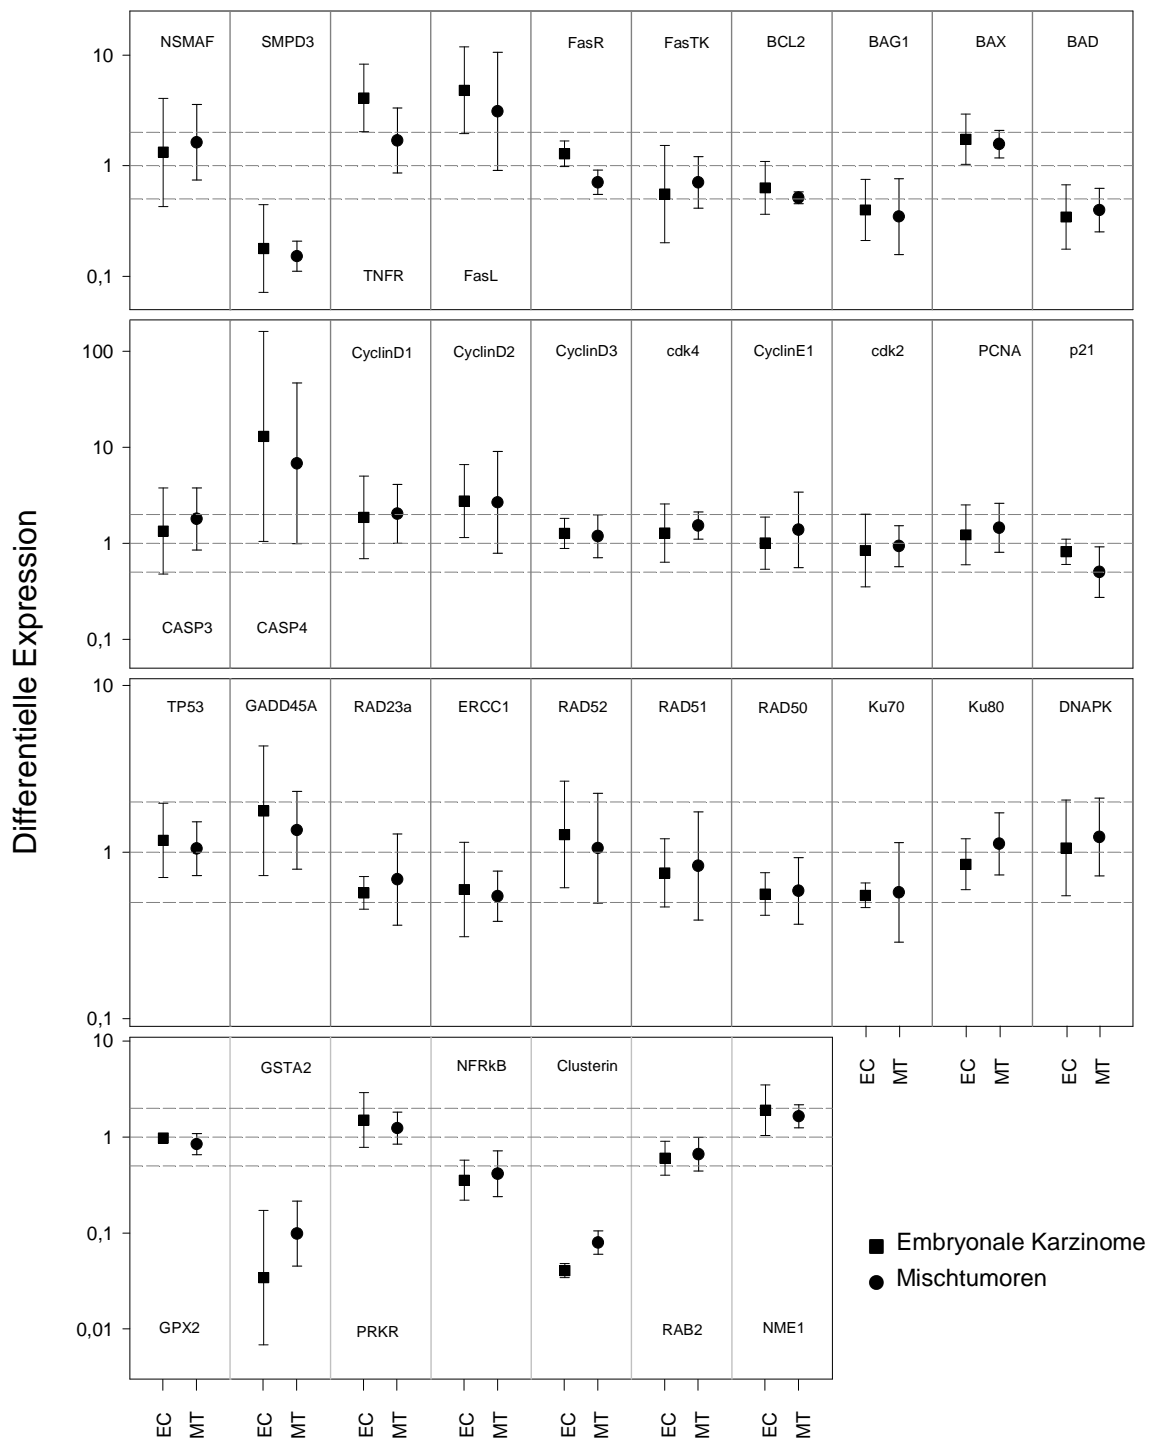 Differentielle Expression
NSMAF SMPD3 FasR FasTK BCL2 BAG1 BAX BAD
10
1
0,1
TNFR FasL
100
CyclinD1 CyclinD2 CyclinD3 cdk4 CyclinE1 cdk2 PCNA p21
10
1
CASP3 CASP4
0,1
10
TP53 GADD45A RAD23a ERCC1 RAD52 RAD51 RAD50 Ku70 Ku80 DNAPK
1
0,1
EC MT EC MT EC MT
10
GSTA2 NFRkB Clusterin
1
0,1
0,01
GPX2 PRKR RAB2 NME1
Embryonale Karzinome
Mischtumoren
EC MT EC MT EC MT EC MT EC MT EC MT EC MT